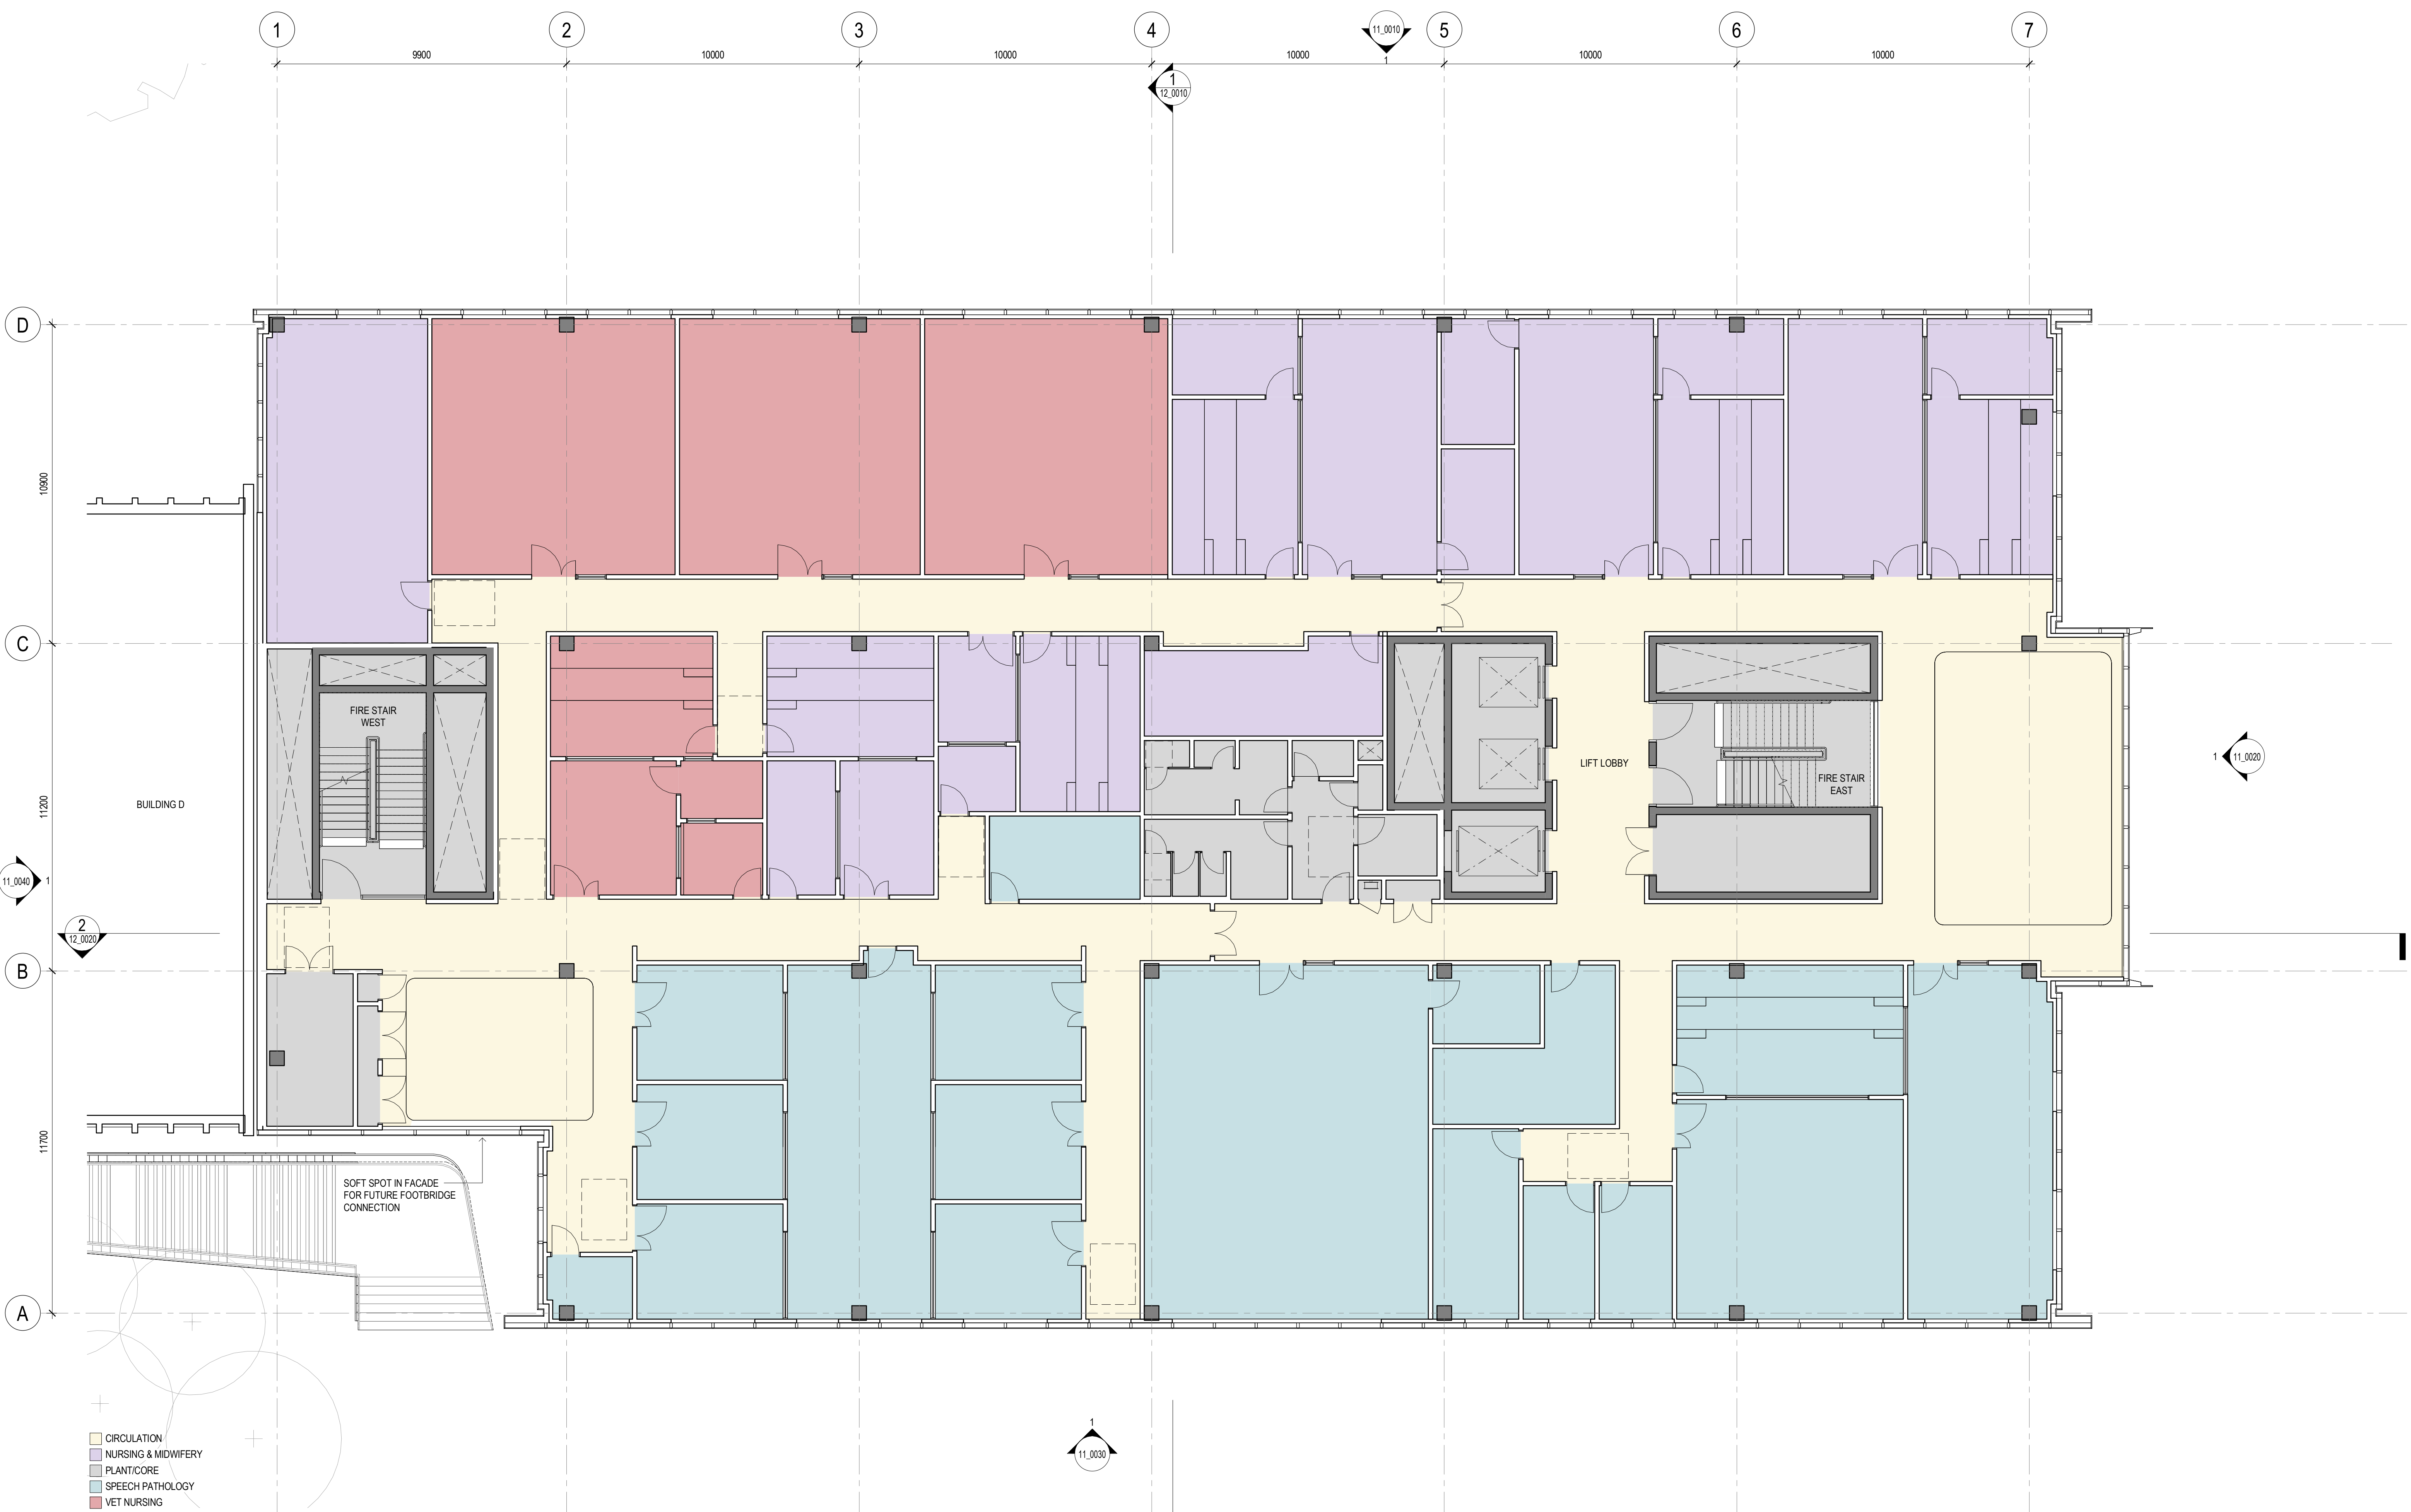 1
2
3
4
5
6
7
11_0010
1
9900
10000
10000
10000
10000
10000
1
12_0010
D
10900
C
FIRE STAIR
WEST
LIFT LOBBY
FIRE STAIR
EAST
1
11_0020
BUILDING D
11200
11_0040
1
2
12_0020
B
11700
SOFT SPOT IN FACADE
FOR FUTURE FOOTBRIDGE
CONNECTION
A
1
11_0030
CIRCULATION
NURSING & MIDWIFERY
PLANT/CORE
SPEECH PATHOLOGY
VET NURSING